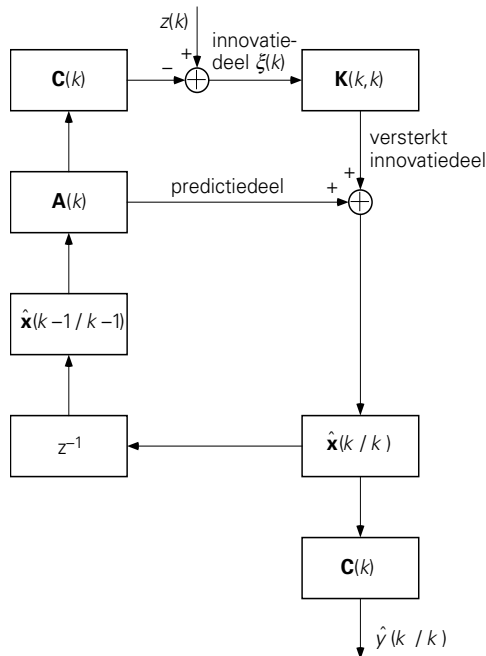 z(k)
innovatie-
deel ξ(k)
+
−
C(k)
K(k,k)
versterkt
innovatiedeel
+
+
predictiedeel
A(k)
x̂(k−1/k−1)
z⁻¹
x̂(k/k)
C(k)
ŷ(k/k)